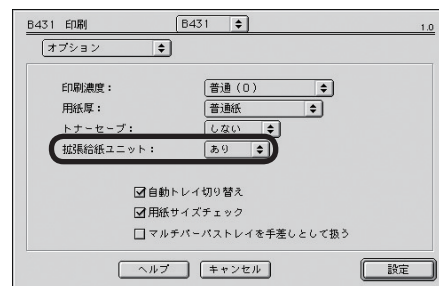 B431 印刷 B431 1.0
オプション
印刷濃度： 普通（0）
用紙厚： 普通紙
トナーセーブ： しない
拡張給紙ユニット： あり
自動トレイ切り替え
用紙サイズチェック
マルチパーパストレイを手差しとして扱う
ヘルプ キャンセル 設定